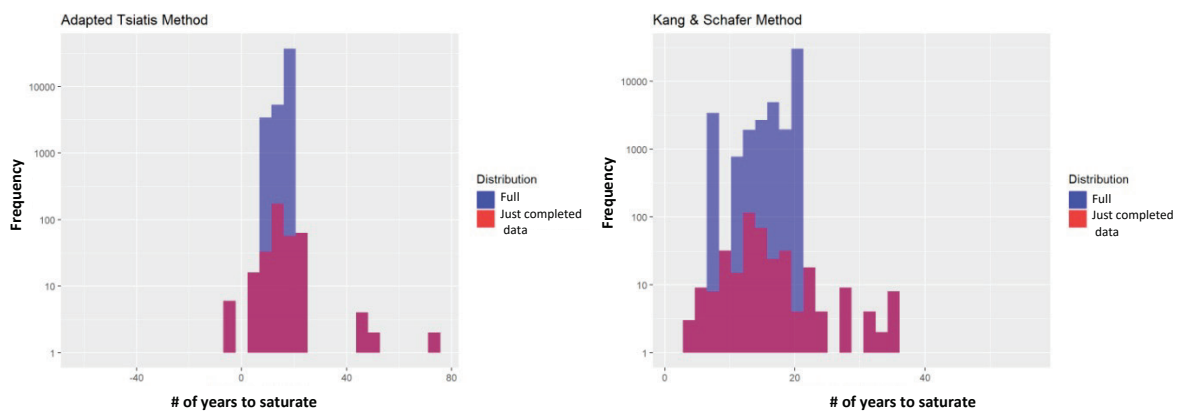 Adapted Tsiatis Method
10000
1000
100
10
1
Frequency
-40 0 40 80
# of years to saturate
Distribution
Full
Just completed
data
Kang & Schafer Method
10000
1000
100
10
1
Frequency
0 20 40
# of years to saturate
Distribution
Full
Just completed
data